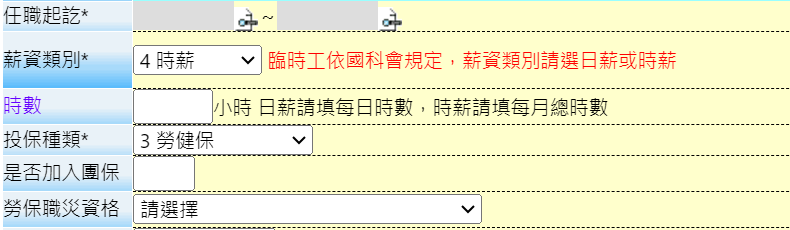 任職起訖* ~
薪資類別* 4 時薪 臨時工依國科會規定，薪資類別請選日薪或時薪
時數 小時 日薪請填每日時數，時薪請填每月總時數
投保種類* 3 勞健保
是否加入團保
勞保職災資格 請選擇